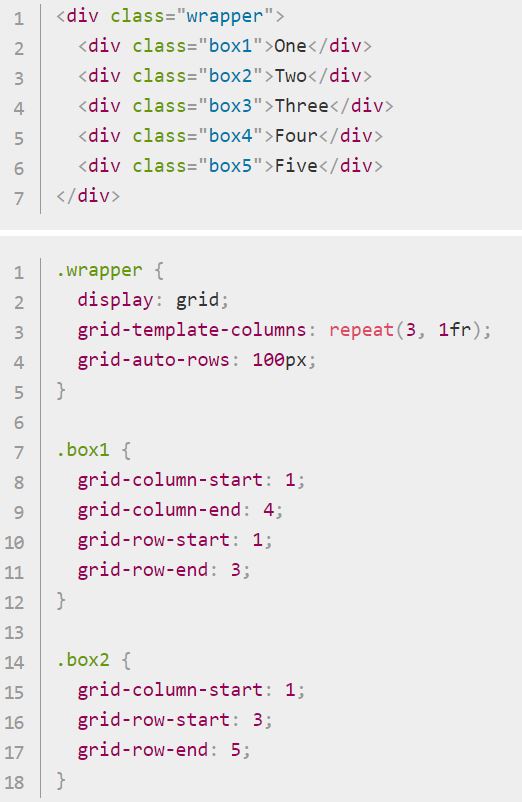 1 <div class="wrapper">
2   <div class="box1">One</div>
3   <div class="box2">Two</div>
4   <div class="box3">Three</div>
5   <div class="box4">Four</div>
6   <div class="box5">Five</div>
7 </div>
1 .wrapper {
2   display: grid;
3   grid-template-columns: repeat(3, 1fr);
4   grid-auto-rows: 100px;
5 }
6
7 .box1 {
8   grid-column-start: 1;
9   grid-column-end: 4;
10   grid-row-start: 1;
11   grid-row-end: 3;
12 }
13
14 .box2 {
15   grid-column-start: 1;
16   grid-row-start: 3;
17   grid-row-end: 5;
18 }